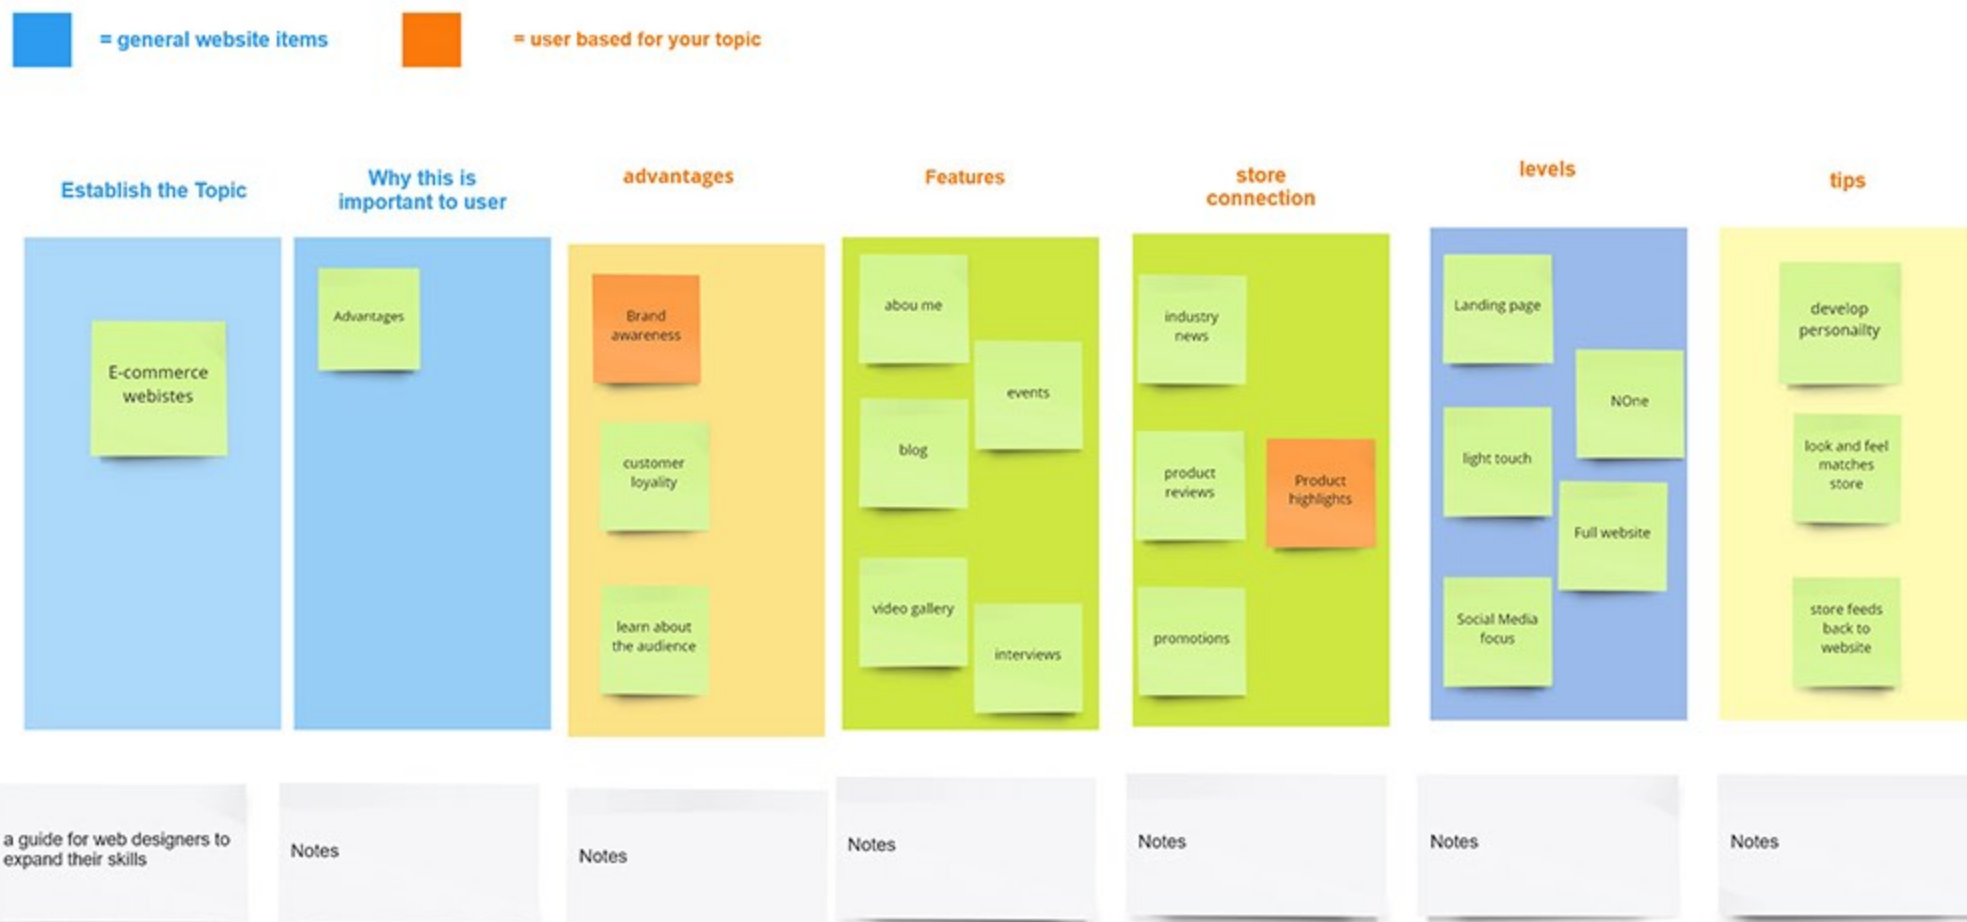 = general website items
= user based for your topic
Establish the Topic
Why this is
important to user
advantages
Features
store
connection
levels
tips
E-commerce
webistes
Advantages
Brand
awareness
customer
loyality
learn about
the audience
abou me
events
blog
video gallery
interviews
industry
news
product
reviews
Product
highlights
promotions
Landing page
NOne
light touch
Full website
Social Media
focus
develop
personailty
look and feel
matches
store
store feeds
back to
website
a guide for web designers to
expand their skills
Notes
Notes
Notes
Notes
Notes
Notes